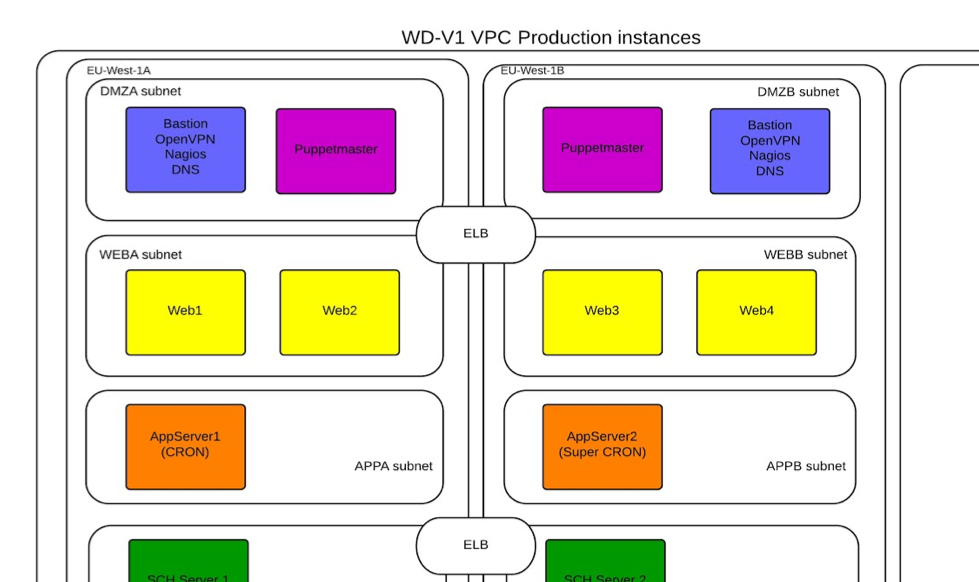 WD-V1 VPC Production instances
EU-West-1A
DMZA subnet
Bastion
OpenVPN
Nagios
DNS
Puppetmaster
EU-West-1B
DMZB subnet
Puppetmaster
Bastion
OpenVPN
Nagios
DNS
ELB
WEBA subnet
Web1
Web2
WEBB subnet
Web3
Web4
AppServer1
(CRON)
APPA subnet
AppServer2
(Super CRON)
APPB subnet
ELB
SCH Server 1
SCH Server 2